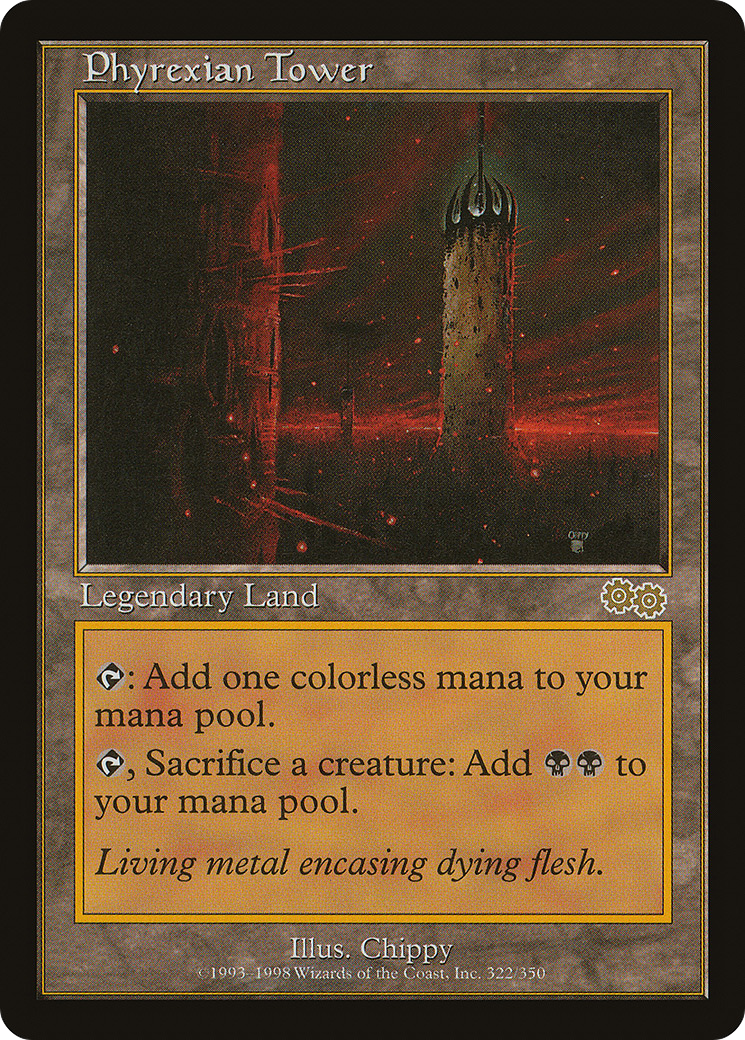 Phyrexian Tower
Chippy
Legendary Land
: Add one colorless mana to your
mana pool.
, Sacrifice a creature: Add to
your mana pool.
Living metal encasing dying flesh.
Illus. Chippy
©1993–1998 Wizards of the Coast, Inc. 322/350